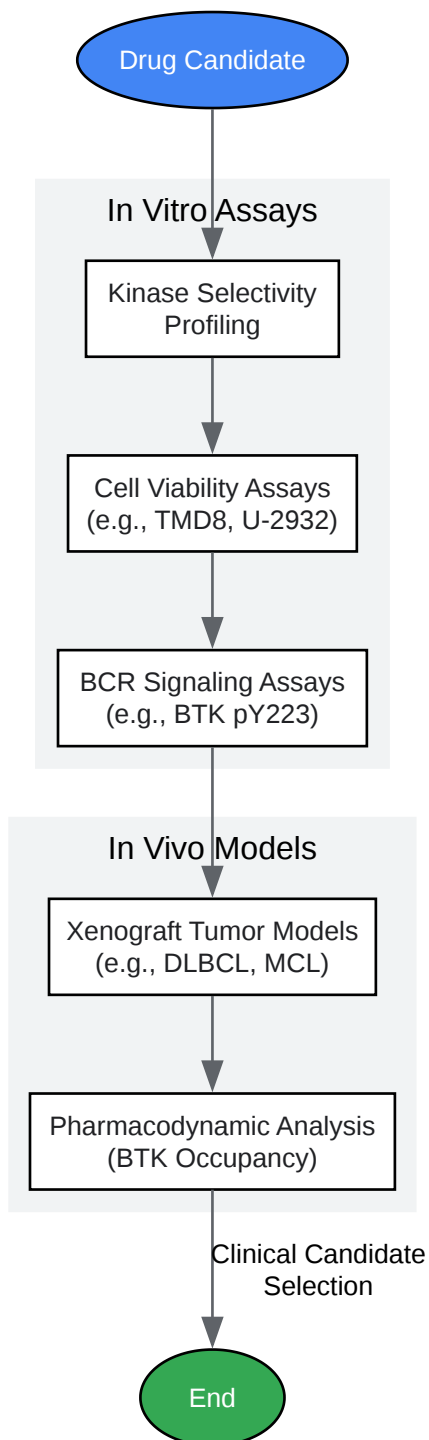 Drug Candidate
In Vitro Assays
Kinase Selectivity
Profiling
Cell Viability Assays
(e.g., TMD8, U-2932)
BCR Signaling Assays
(e.g., BTK pY223)
In Vivo Models
Xenograft Tumor Models
(e.g., DLBCL, MCL)
Pharmacodynamic Analysis
(BTK Occupancy)
Clinical Candidate
Selection
End